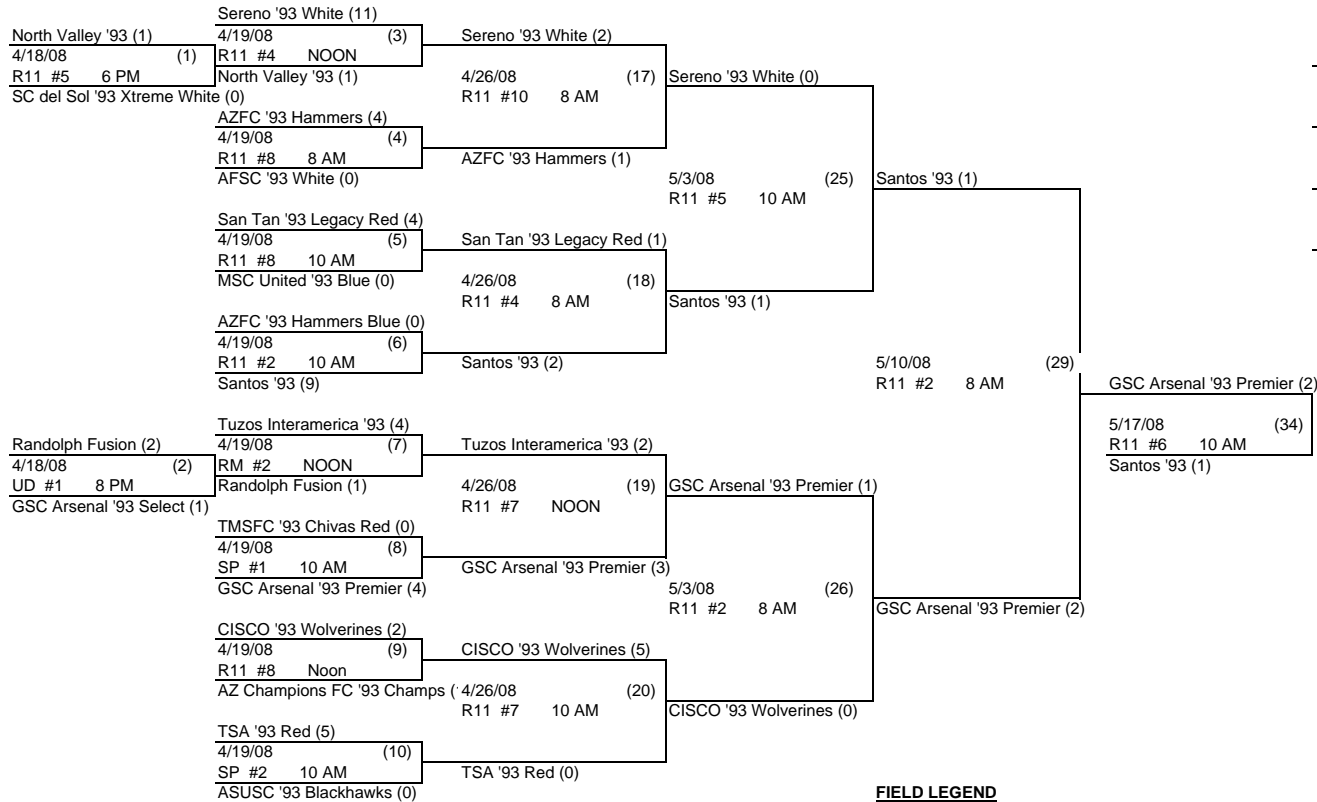 Sereno '93 White (11)
North Valley '93 (1)
4/18/08 (1)
R11 #5 6 PM
SC del Sol '93 Xtreme White (0)
4/19/08 (3)
R11 #4 NOON
North Valley '93 (1)
AZFC '93 Hammers (4)
4/19/08 (4)
R11 #8 8 AM
AFSC '93 White (0)
San Tan '93 Legacy Red (4)
4/19/08 (5)
R11 #8 10 AM
MSC United '93 Blue (0)
AZFC '93 Hammers Blue (0)
4/19/08 (6)
R11 #2 10 AM
Santos '93 (9)
Randolph Fusion (2)
4/18/08 (2)
UD #1 8 PM
GSC Arsenal '93 Select (1)
Tuzos Interamerica '93 (4)
4/19/08 (7)
RM #2 NOON
Randolph Fusion (1)
TMSFC '93 Chivas Red (0)
4/19/08 (8)
SP #1 10 AM
GSC Arsenal '93 Premier (4)
CISCO '93 Wolverines (2)
4/19/08 (9)
R11 #8 Noon
AZ Champions FC '93 Champs (
TSA '93 Red (5)
4/19/08 (10)
SP #2 10 AM
ASUSC '93 Blackhawks (0)
Sereno '93 White (2)
4/26/08 (17)
R11 #10 8 AM
AZFC '93 Hammers (1)
San Tan '93 Legacy Red (1)
4/26/08 (18)
R11 #4 8 AM
Santos '93 (2)
Tuzos Interamerica '93 (2)
4/26/08 (19)
R11 #7 NOON
GSC Arsenal '93 Premier (3)
CISCO '93 Wolverines (5)
4/26/08 (20)
R11 #7 10 AM
TSA '93 Red (0)
Sereno '93 White (0)
5/3/08 (25)
R11 #5 10 AM
Santos '93 (1)
GSC Arsenal '93 Premier (1)
5/3/08 (26)
R11 #2 8 AM
CISCO '93 Wolverines (0)
Santos '93 (1)
5/10/08 (29)
R11 #2 8 AM
GSC Arsenal '93 Premier (2)
GSC Arsenal '93 Premier (2)
5/17/08 (34)
R11 #6 10 AM
Santos '93 (1)
FIELD LEGEND